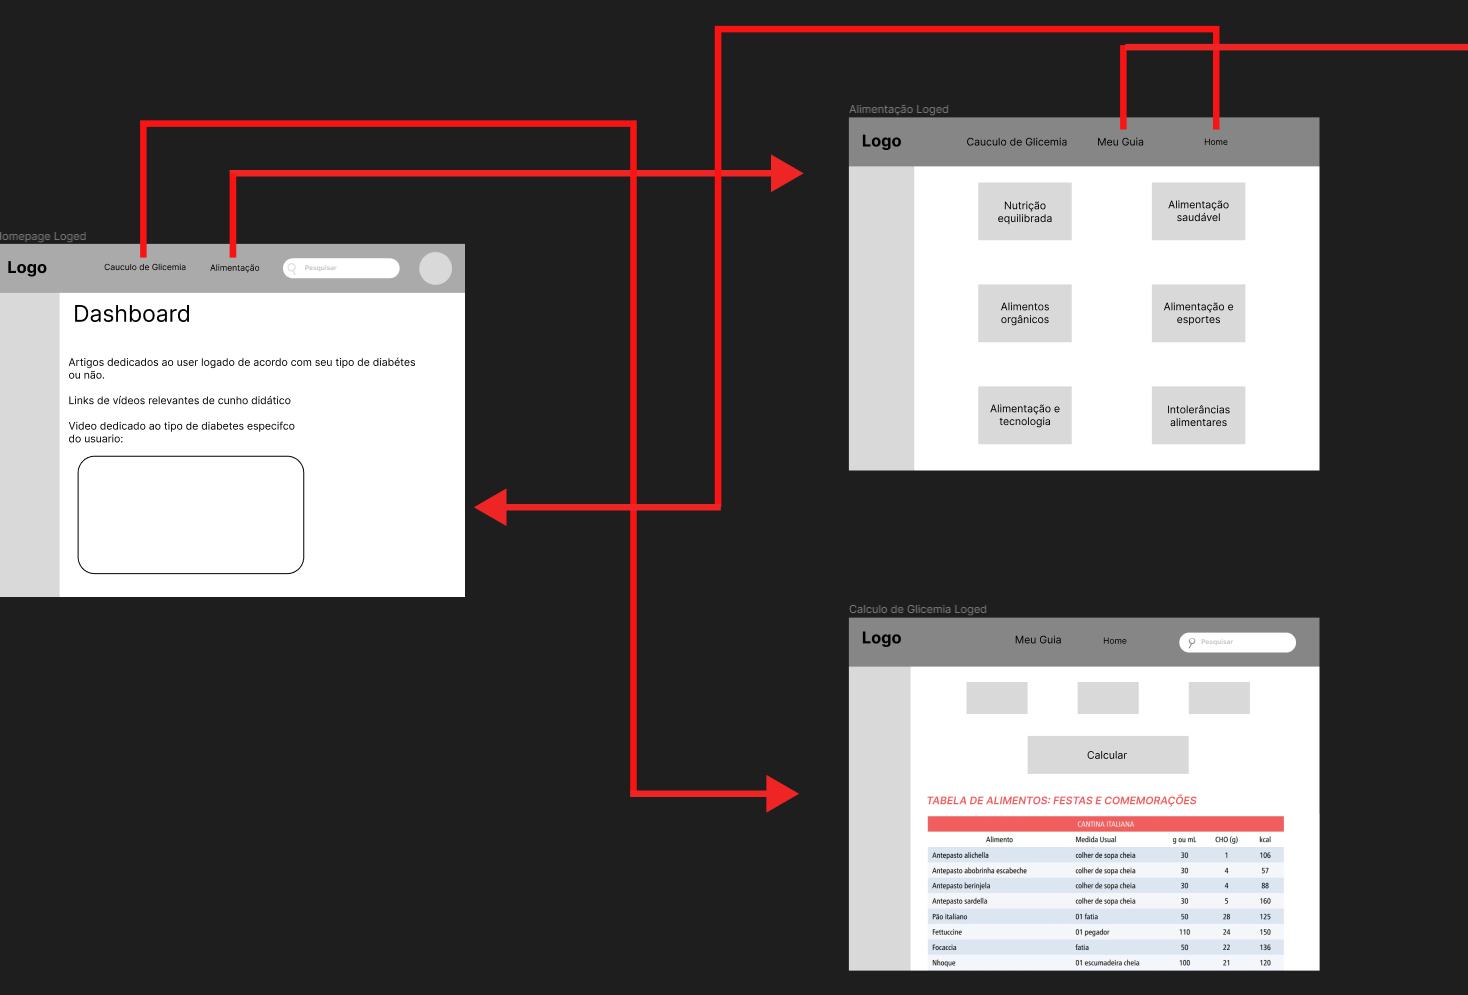 Homepage Loged
Logo
Cauculo de Glicemia
Alimentação
Pesquisar
Dashboard
Artigos dedicados ao user logado de acordo com seu tipo de diabétes
ou não.
Links de vídeos relevantes de cunho didático
Video dedicado ao tipo de diabetes especifco
do usuario:
Alimentação Loged
Logo
Cauculo de Glicemia
Meu Guia
Home
Nutrição
equilibrada
Alimentação
saudável
Alimentos
orgânicos
Alimentação e
esportes
Alimentação e
tecnologia
Intolerâncias
alimentares
Calculo de Glicemia Loged
Logo
Meu Guia
Home
Pesquisar
Calcular
TABELA DE ALIMENTOS: FESTAS E COMEMORAÇÕES
CANTINA ITALIANA
Alimento Medida Usual g ou mL CHO (g) kcal
Antepasto alichella colher de sopa cheia 30 1 106
Antepasto abobrinha escabeche colher de sopa cheia 30 4 57
Antepasto berinjela colher de sopa cheia 30 4 88
Antepasto sardella colher de sopa cheia 30 5 160
Pão italiano 01 fatia 50 28 125
Fettuccine 01 pegador 110 24 150
Focaccia fatia 50 22 136
Nhoque 01 escumadeira cheia 100 21 120